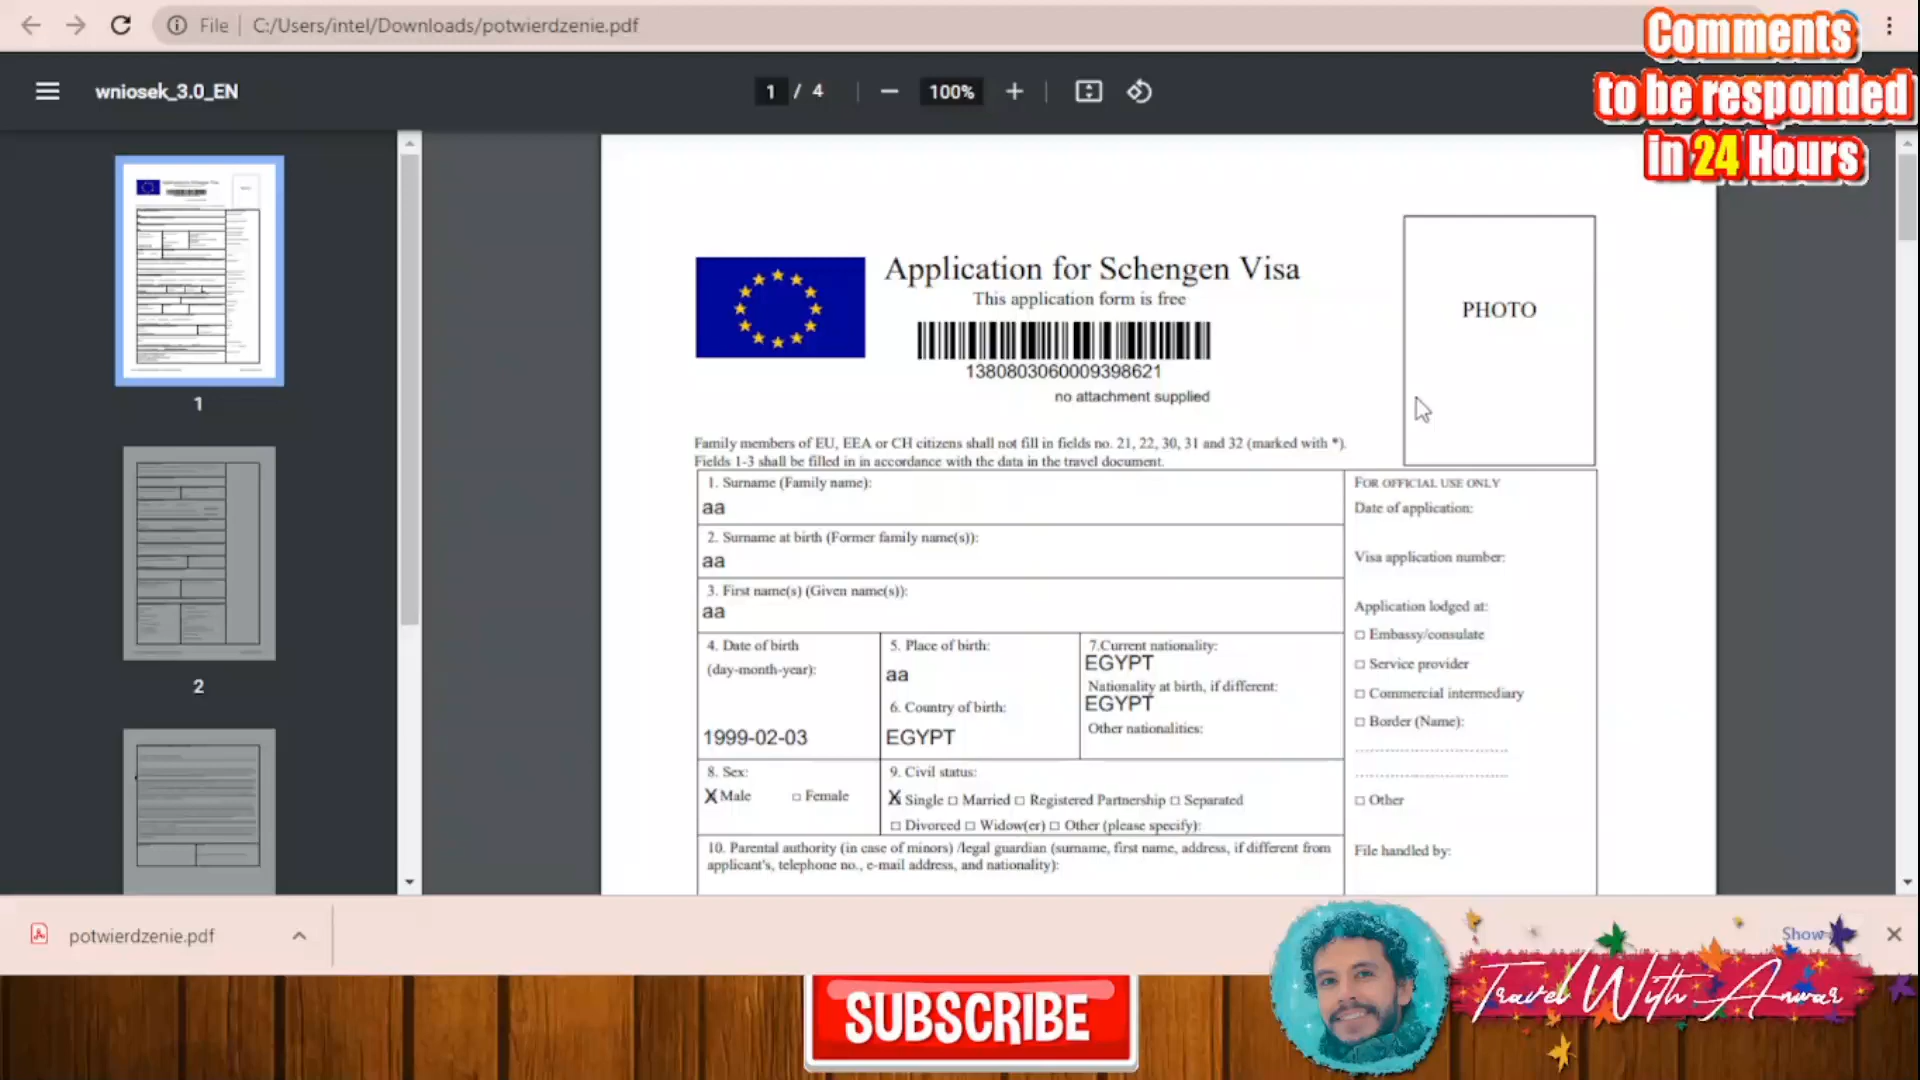 File
C:/Users/intel/Downloads/potwierdzenie.pdf
Comments
to be responded
in 24 Hours
wniosek_3.0_EN
1 / 4
100%
1
2
Application for Schengen Visa
This application form is free
1380803060009398621
no attachment supplied
PHOTO
Family members of EU, EEA or CH citizens shall not fill in fields no. 21, 22, 30, 31 and 32 (marked with *).
Fields 1-3 shall be filled in in accordance with the data in the travel document.
1. Surname (Family name):
aa
2. Surname at birth (Former family name(s)):
aa
3. First name(s) (Given name(s)):
aa
4. Date of birth
(day-month-year):
1999-02-03
5. Place of birth:
aa
6. Country of birth:
EGYPT
7.Current nationality:
EGYPT
Nationality at birth, if different:
EGYPT
Other nationalities:
8. Sex:
X Male □ Female
9. Civil status:
X Single □ Married □ Registered Partnership □ Separated
□ Divorced □ Widow(er) □ Other (please specify):
10. Parental authority (in case of minors) /legal guardian (surname, first name, address, if different from
applicant's, telephone no., e-mail address, and nationality):
FOR OFFICIAL USE ONLY
Date of application:
Visa application number:
Application lodged at:
□ Embassy/consulate
□ Service provider
□ Commercial intermediary
□ Border (Name):
□ Other
File handled by:
potwierdzenie.pdf
Show
SUBSCRIBE
Travel With Anwar